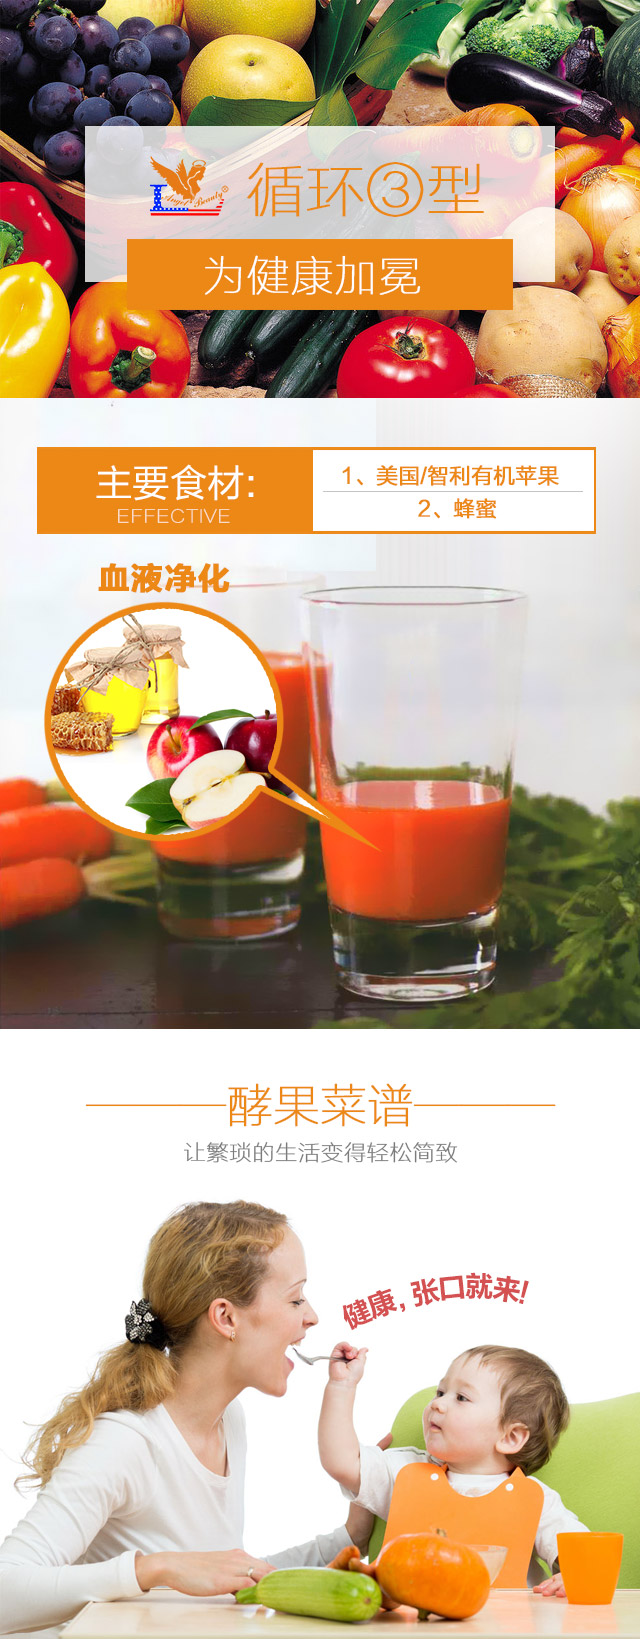 Angel Beauty®
循环③型
为健康加冕
主要食材:
EFFECTIVE
1、美国/智利有机苹果
2、蜂蜜
血液净化
酵果菜谱
让繁琐的生活变得轻松简致
健康，张口就来!